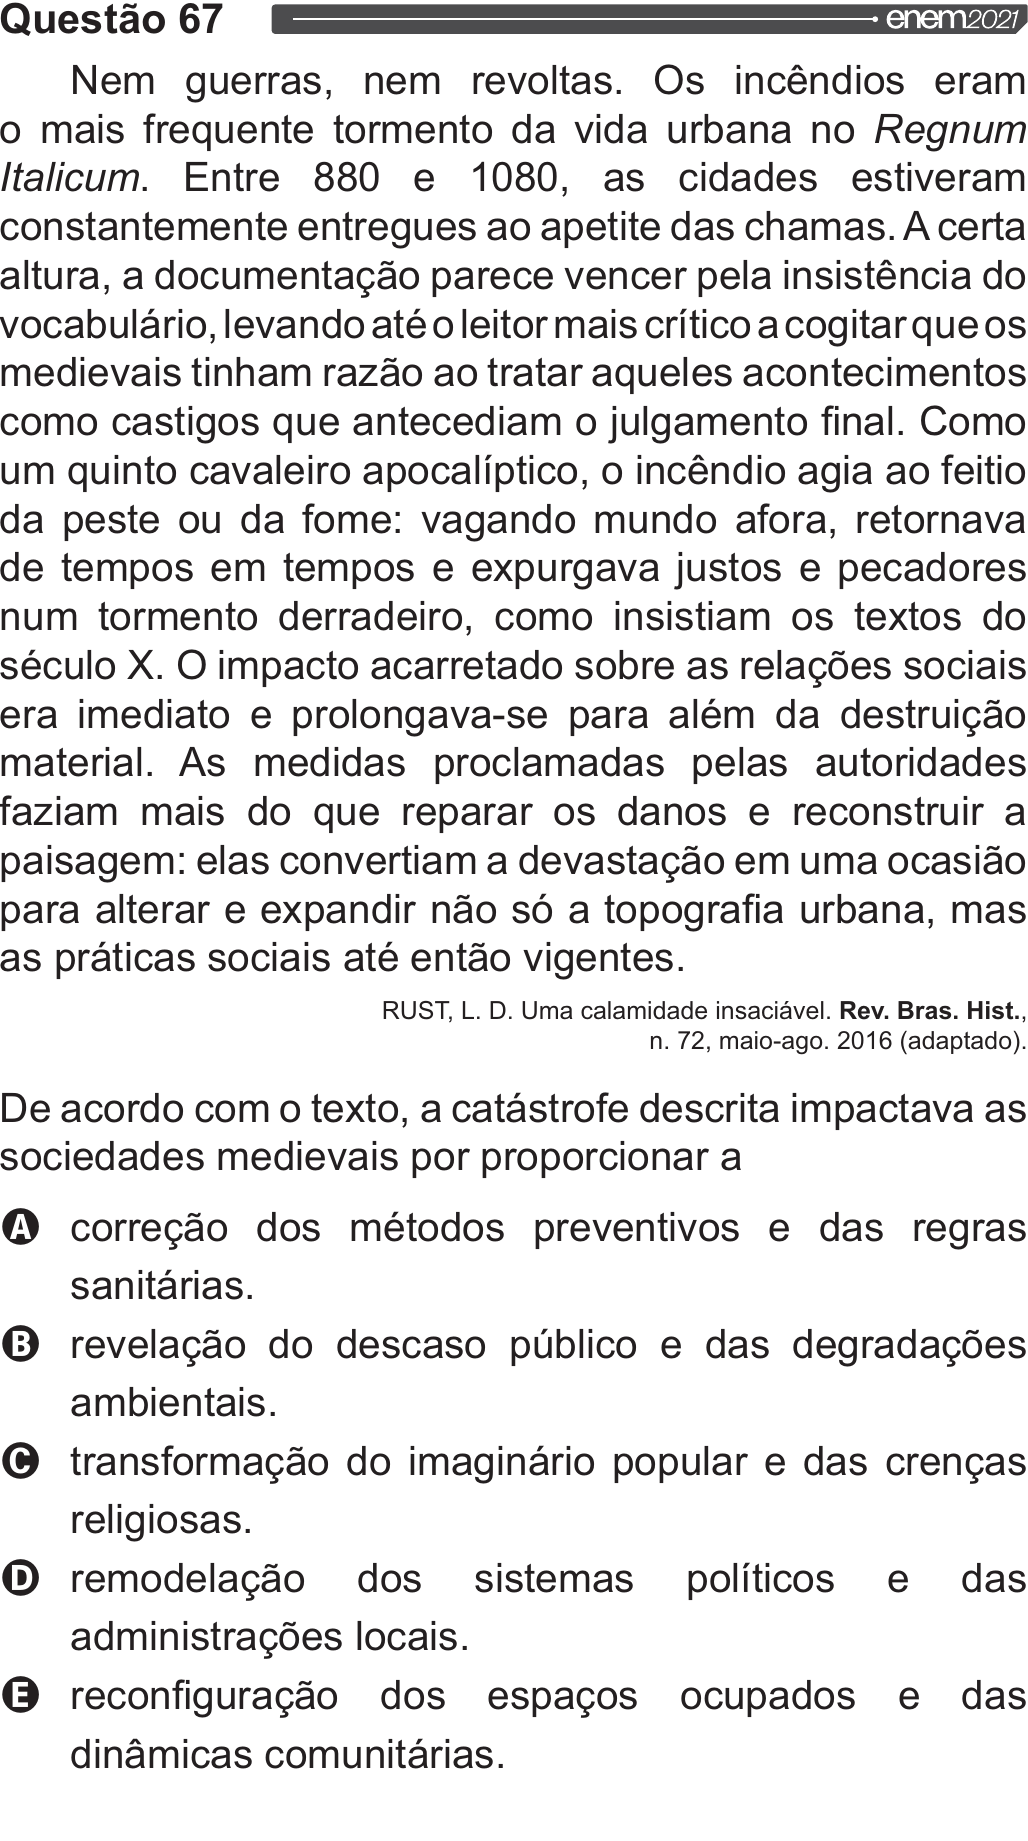 Questão 67
enem2021
Nem guerras, nem revoltas. Os incêndios eram
o mais frequente tormento da vida urbana no Regnum
Italicum. Entre 880 e 1080, as cidades estiveram
constantemente entregues ao apetite das chamas. A certa
altura, a documentação parece vencer pela insistência do
vocabulário, levando até o leitor mais crítico a cogitar que os
medievais tinham razão ao tratar aqueles acontecimentos
como castigos que antecediam o julgamento final. Como
um quinto cavaleiro apocalíptico, o incêndio agia ao feitio
da peste ou da fome: vagando mundo afora, retornava
de tempos em tempos e expurgava justos e pecadores
num tormento derradeiro, como insistiam os textos do
século X. O impacto acarretado sobre as relações sociais
era imediato e prolongava-se para além da destruição
material. As medidas proclamadas pelas autoridades
faziam mais do que reparar os danos e reconstruir a
paisagem: elas convertiam a devastação em uma ocasião
para alterar e expandir não só a topografia urbana, mas
as práticas sociais até então vigentes.
RUST, L. D. Uma calamidade insaciável. Rev. Bras. Hist.,
n. 72, maio-ago. 2016 (adaptado).
De acordo com o texto, a catástrofe descrita impactava as
sociedades medievais por proporcionar a
A correção dos métodos preventivos e das regras
sanitárias.
B revelação do descaso público e das degradações
ambientais.
C transformação do imaginário popular e das crenças
religiosas.
D remodelação dos sistemas políticos e das
administrações locais.
E reconfiguração dos espaços ocupados e das
dinâmicas comunitárias.